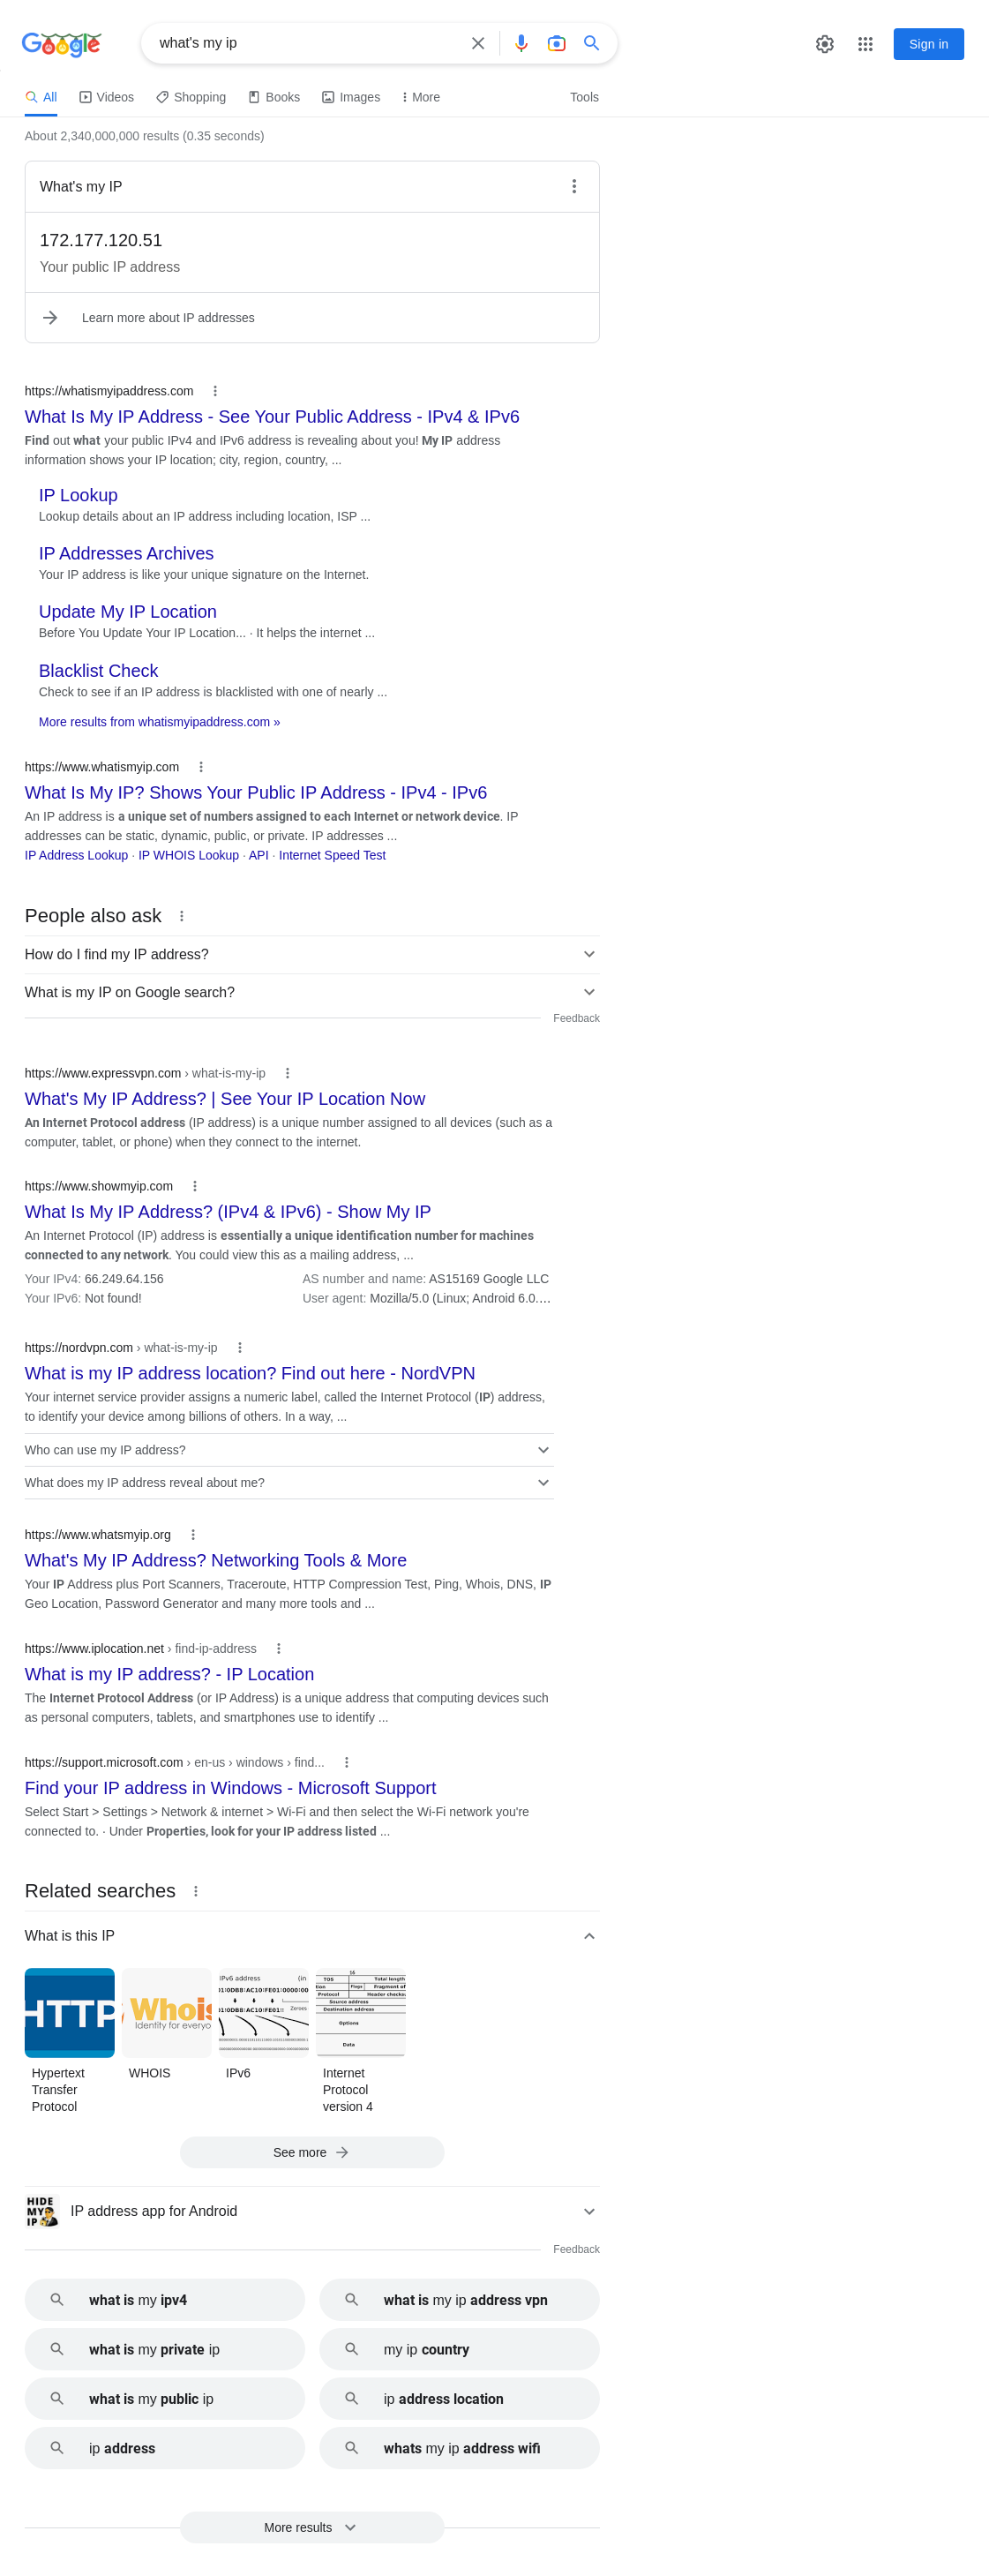 Google
what's my ip
Sign in
All
Videos
Shopping
Books
Images
More
Tools
About 2,340,000,000 results (0.35 seconds)
What's my IP
172.177.120.51
Your public IP address
Learn more about IP addresses
https://whatismyipaddress.com
What Is My IP Address - See Your Public Address - IPv4 & IPv6
Find out what your public IPv4 and IPv6 address is revealing about you! My IP address
information shows your IP location; city, region, country, ...
IP Lookup
Lookup details about an IP address including location, ISP ...
IP Addresses Archives
Your IP address is like your unique signature on the Internet.
Update My IP Location
Before You Update Your IP Location... · It helps the internet ...
Blacklist Check
Check to see if an IP address is blacklisted with one of nearly ...
More results from whatismyipaddress.com »
https://www.whatismyip.com
What Is My IP? Shows Your Public IP Address - IPv4 - IPv6
An IP address is a unique set of numbers assigned to each Internet or network device. IP
addresses can be static, dynamic, public, or private. IP addresses ...
IP Address Lookup · IP WHOIS Lookup · API · Internet Speed Test
People also ask
How do I find my IP address?
What is my IP on Google search?
Feedback
https://www.expressvpn.com › what-is-my-ip
What's My IP Address? | See Your IP Location Now
An Internet Protocol address (IP address) is a unique number assigned to all devices (such as a
computer, tablet, or phone) when they connect to the internet.
https://www.showmyip.com
What Is My IP Address? (IPv4 & IPv6) - Show My IP
An Internet Protocol (IP) address is essentially a unique identification number for machines
connected to any network. You could view this as a mailing address, ...
Your IPv4: 66.249.64.156
AS number and name: AS15169 Google LLC
Your IPv6: Not found!
User agent: Mozilla/5.0 (Linux; Android 6.0....
https://nordvpn.com › what-is-my-ip
What is my IP address location? Find out here - NordVPN
Your internet service provider assigns a numeric label, called the Internet Protocol (IP) address,
to identify your device among billions of others. In a way, ...
Who can use my IP address?
What does my IP address reveal about me?
https://www.whatsmyip.org
What's My IP Address? Networking Tools & More
Your IP Address plus Port Scanners, Traceroute, HTTP Compression Test, Ping, Whois, DNS, IP
Geo Location, Password Generator and many more tools and ...
https://www.iplocation.net › find-ip-address
What is my IP address? - IP Location
The Internet Protocol Address (or IP Address) is a unique address that computing devices such
as personal computers, tablets, and smartphones use to identify ...
https://support.microsoft.com › en-us › windows › find...
Find your IP address in Windows - Microsoft Support
Select Start > Settings > Network & internet > Wi-Fi and then select the Wi-Fi network you're
connected to. · Under Properties, look for your IP address listed ...
Related searches
What is this IP
HTTP
Whois
Identity for everyo
IPv6 address (in
Zeroes
16
TOS Total length
Flags Fragment of
Protocol Header checksu
Source address
Destination address
Options
Data
Hypertext
Transfer
Protocol
WHOIS
IPv6
Internet
Protocol
version 4
See more
HIDE
MY
IP
IP address app for Android
Feedback
what is my ipv4
what is my ip address vpn
what is my private ip
my ip country
what is my public ip
ip address location
ip address
whats my ip address wifi
More results